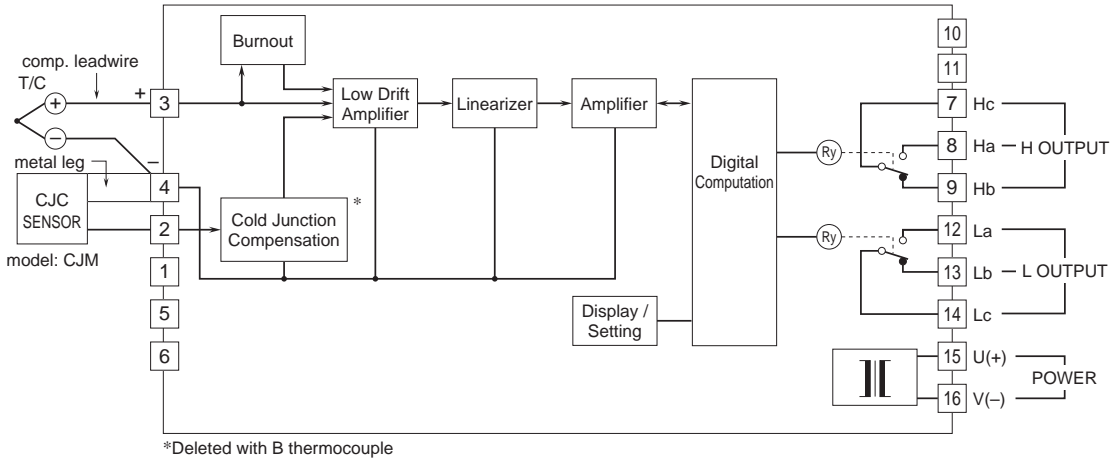 Burnout
comp. leadwire
T/C
+
+
3
–
–
metal leg
4
CJC
SENSOR
2
model: CJM
1
5
6
Low Drift
Amplifier
Linearizer
Amplifier
*
Cold Junction
Compensation
Digital
Computation
Display /
Setting
Ry
Ry
10
11
7 Hc
8 Ha H OUTPUT
9 Hb
12 La
13 Lb L OUTPUT
14 Lc
15 U(+)
POWER
16 V(–)
*Deleted with B thermocouple